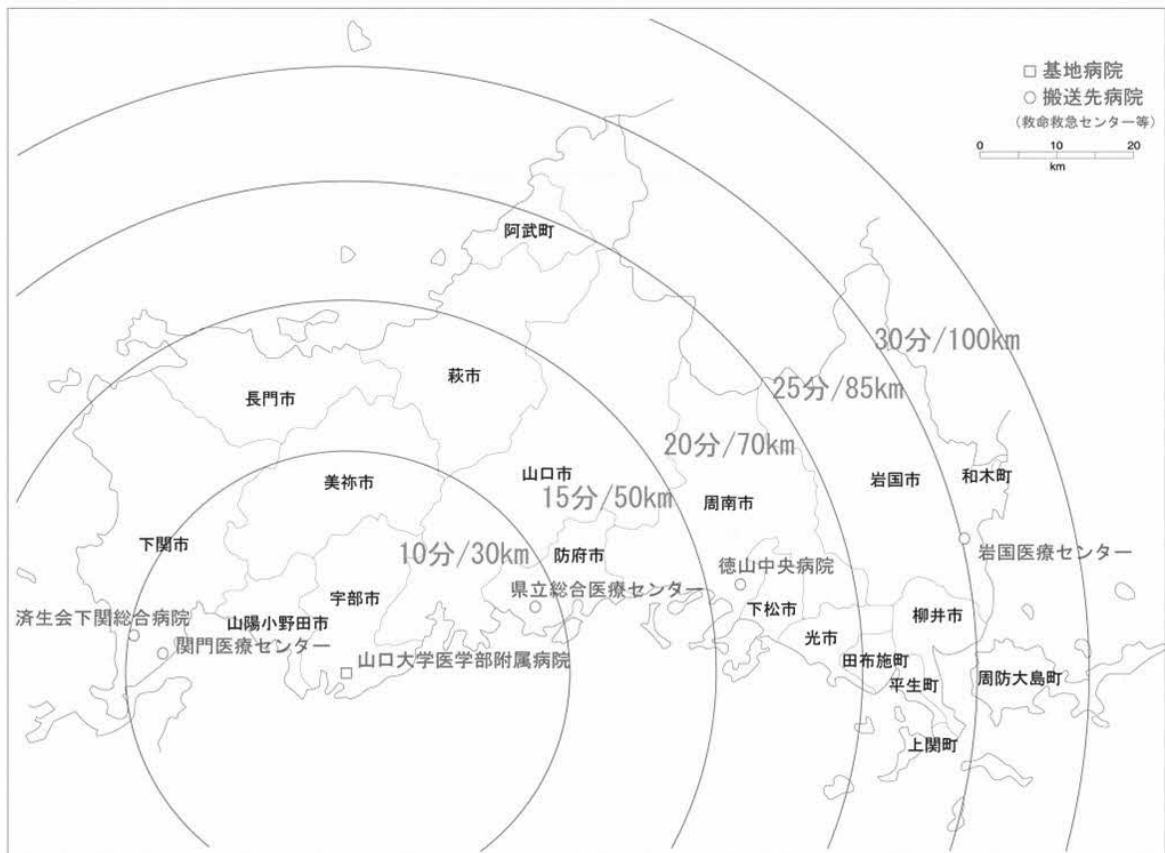 □ 基地病院
○ 搬送先病院
(救命救急センター等)
0 10 20
km
阿武町
30分/100km
萩市
25分/85km
長門市
20分/70km
山口市
美祢市
岩国市
和木町
15分/50km
周南市
下関市
10分/30km
防府市
岩国医療センター
徳山中央病院
県立総合医療センター
宇部市
下松市
柳井市
済生会下関総合病院
山陽小野田市
光市
関門医療センター
山口大学医学部附属病院
田布施町
平生町
周防大島町
上関町